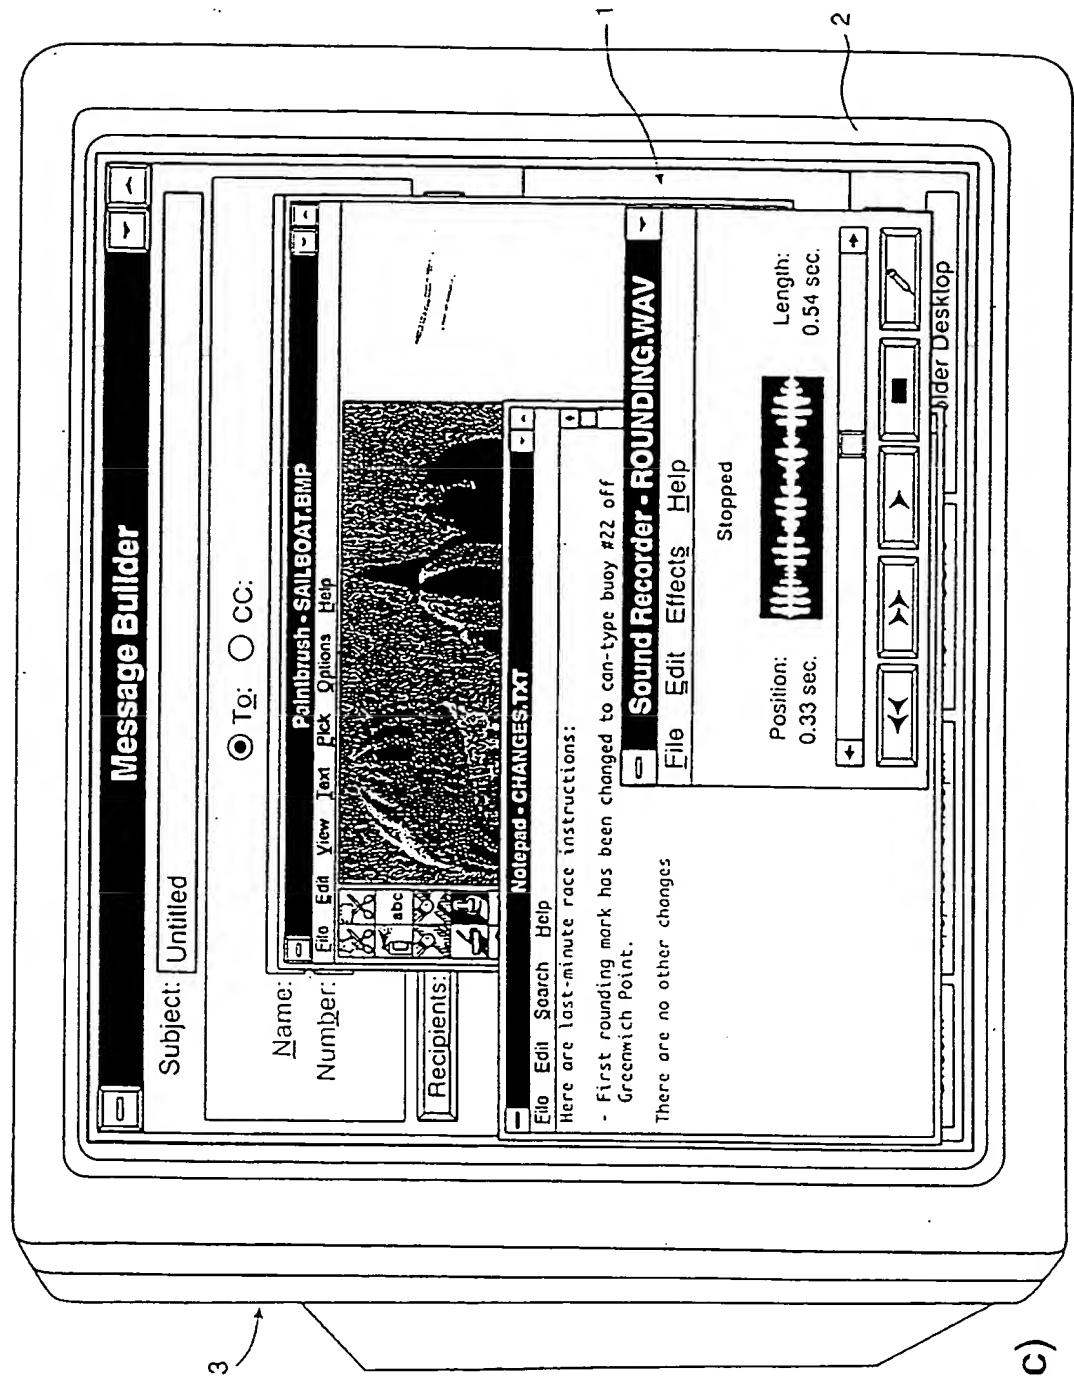 Message Builder
Subject: Untitled
To: CC:
Name:
Number:
Recipients:
Paintbrush - SAILBOAT.BMP
File Edit View Text Pick Options Help
abc
Notepad - CHANGES.TXT
File Edit Search Help
Here are last-minute race instructions:
- First rounding mark has been changed to can-type buoy #22 off
Greenwich Point.
There are no other changes
Sound Recorder - ROUNDING.WAV
File Edit Effects Help
Stopped
Position:
0.33 sec.
Length:
0.54 sec.
Desktop
1
2
3
c)